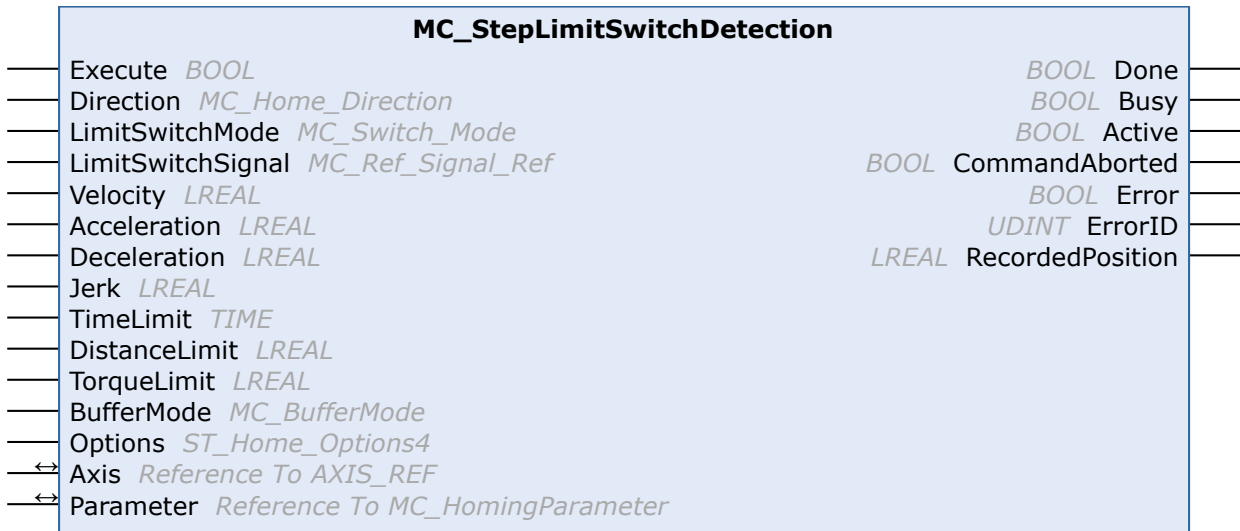 MC_StepLimitSwitchDetection
Execute BOOL BOOL Done
Direction MC_Home_Direction BOOL Busy
LimitSwitchMode MC_Switch_Mode BOOL Active
LimitSwitchSignal MC_Ref_Signal_Ref BOOL CommandAborted
Velocity LREAL BOOL Error
Acceleration LREAL UDINT ErrorID
Deceleration LREAL LREAL RecordedPosition
Jerk LREAL
TimeLimit TIME
DistanceLimit LREAL
TorqueLimit LREAL
BufferMode MC_BufferMode
Options ST_Home_Options4
Axis Reference To AXIS_REF
Parameter Reference To MC_HomingParameter